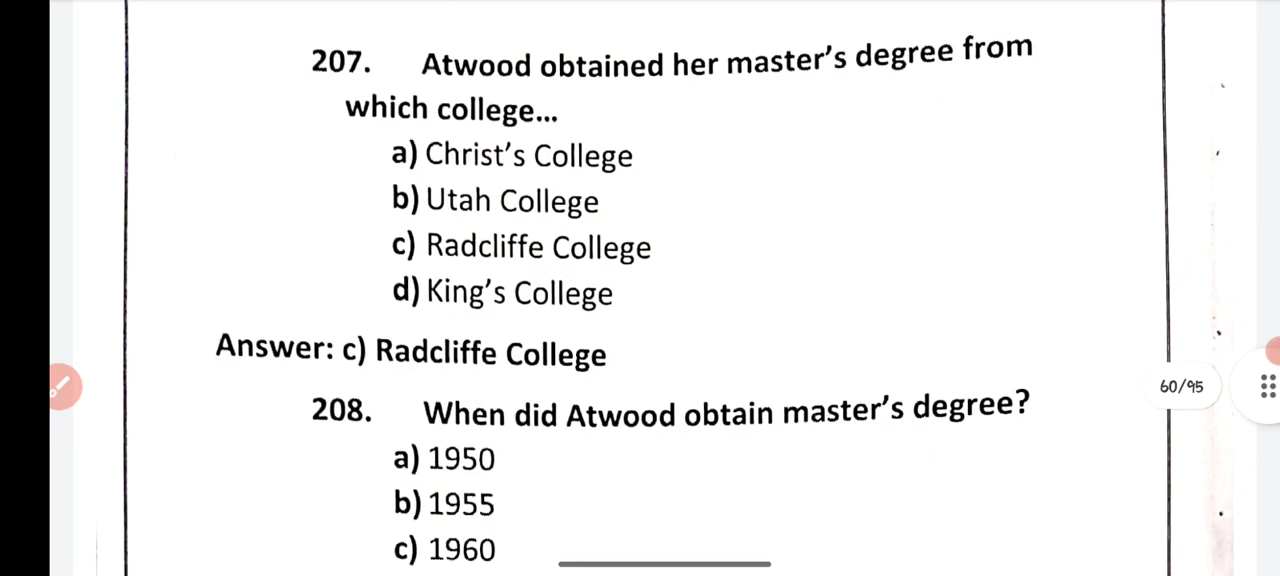 207. Atwood obtained her master’s degree from
which college...
a) Christ’s College
b) Utah College
c) Radcliffe College
d) King’s College
Answer: c) Radcliffe College
60/95
208. When did Atwood obtain master’s degree?
a) 1950
b) 1955
c) 1960